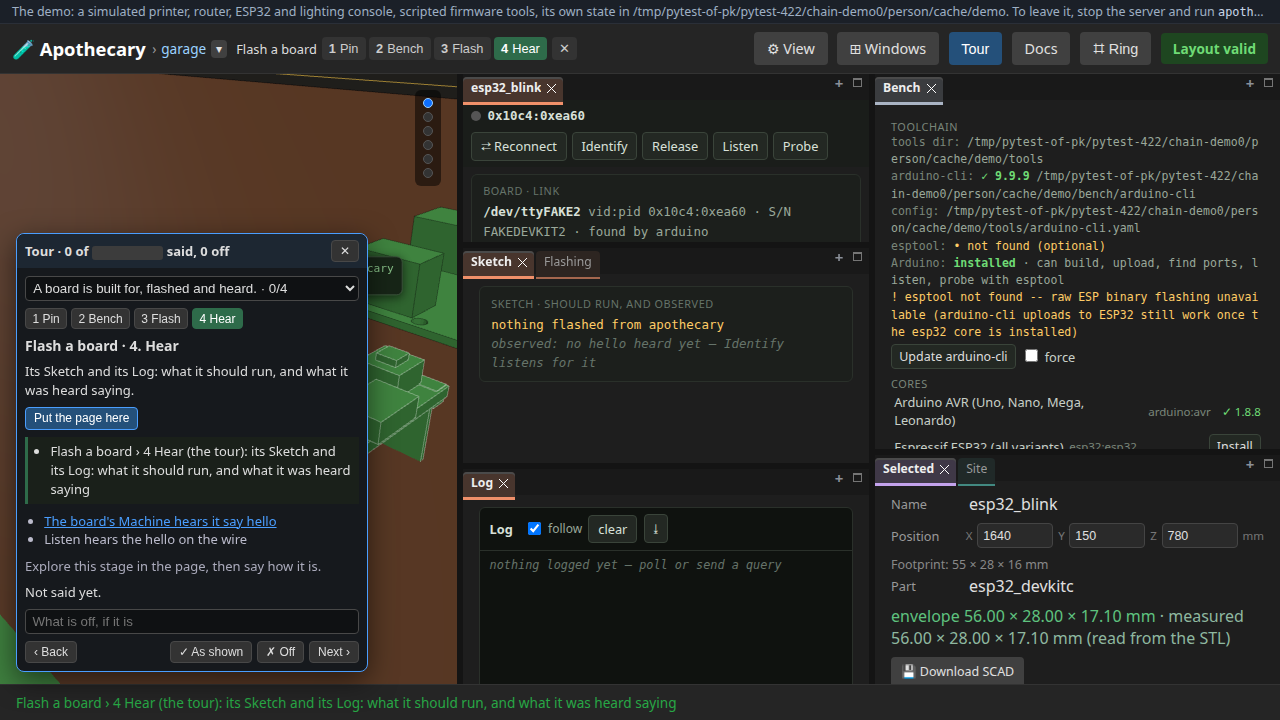 The demo: a simulated printer, router, ESP32 and lighting console, scripted firmware tools, its own state in /tmp/pytest-of-pk/pytest-422/chain-demo0/person/cache/demo. To leave it, stop the server and run apoth…
🧪 Apothecary › garage ▾ Flash a board 1 Pin 2 Bench 3 Flash 4 Hear ✕ ⚙ View ⊞ Windows Tour Docs ⌗ Ring Layout valid
esp32_blink
0x10c4:0xea60
⇄ Reconnect Identify Release Listen Probe
BOARD · LINK
/dev/ttyFAKE2 vid:pid 0x10c4:0xea60 · S/N
FAKEDEVKIT2 · found by arduino
Sketch Flashing
SKETCH · SHOULD RUN, AND OBSERVED
nothing flashed from apothecary
observed: no hello heard yet — Identify
listens for it
Log
Log follow clear ⭳
nothing logged yet — poll or send a query
Bench
TOOLCHAIN
tools dir: /tmp/pytest-of-pk/pytest-422/chain-demo0/p
erson/cache/demo/tools
arduino-cli: ✓ 9.9.9 /tmp/pytest-of-pk/pytest-422/cha
in-demo0/person/cache/demo/bench/arduino-cli
config: /tmp/pytest-of-pk/pytest-422/chain-demo0/pers
on/cache/demo/tools/arduino-cli.yaml
esptool: • not found (optional)
Arduino: installed · can build, upload, find ports, l
isten, probe with esptool
! esptool not found -- raw ESP binary flashing unavai
lable (arduino-cli uploads to ESP32 still work once t
he esp32 core is installed)
Update arduino-cli force
CORES
Arduino AVR (Uno, Nano, Mega,
Leonardo) arduino:avr ✓ 1.8.8
Espressif ESP32 (all variants) esp32:esp32 Install
Selected Site
Name esp32_blink
Position X 1640 Y 150 Z 780 mm
Footprint: 55 × 28 × 16 mm
Part esp32_devkitc
envelope 56.00 × 28.00 × 17.10 mm · measured
56.00 × 28.00 × 17.10 mm (read from the STL)
💾 Download SCAD
cary
Tour · 0 of said, 0 off ✕
A board is built for, flashed and heard. · 0/4
1 Pin 2 Bench 3 Flash 4 Hear
Flash a board · 4. Hear
Its Sketch and its Log: what it should run, and what it
was heard saying.
Put the page here
• Flash a board › 4 Hear (the tour): its Sketch and
its Log: what it should run, and what it was heard
saying
• The board's Machine hears it say hello
• Listen hears the hello on the wire
Explore this stage in the page, then say how it is.
Not said yet.
What is off, if it is
‹ Back ✓ As shown ✗ Off Next ›
Flash a board › 4 Hear (the tour): its Sketch and its Log: what it should run, and what it was heard saying